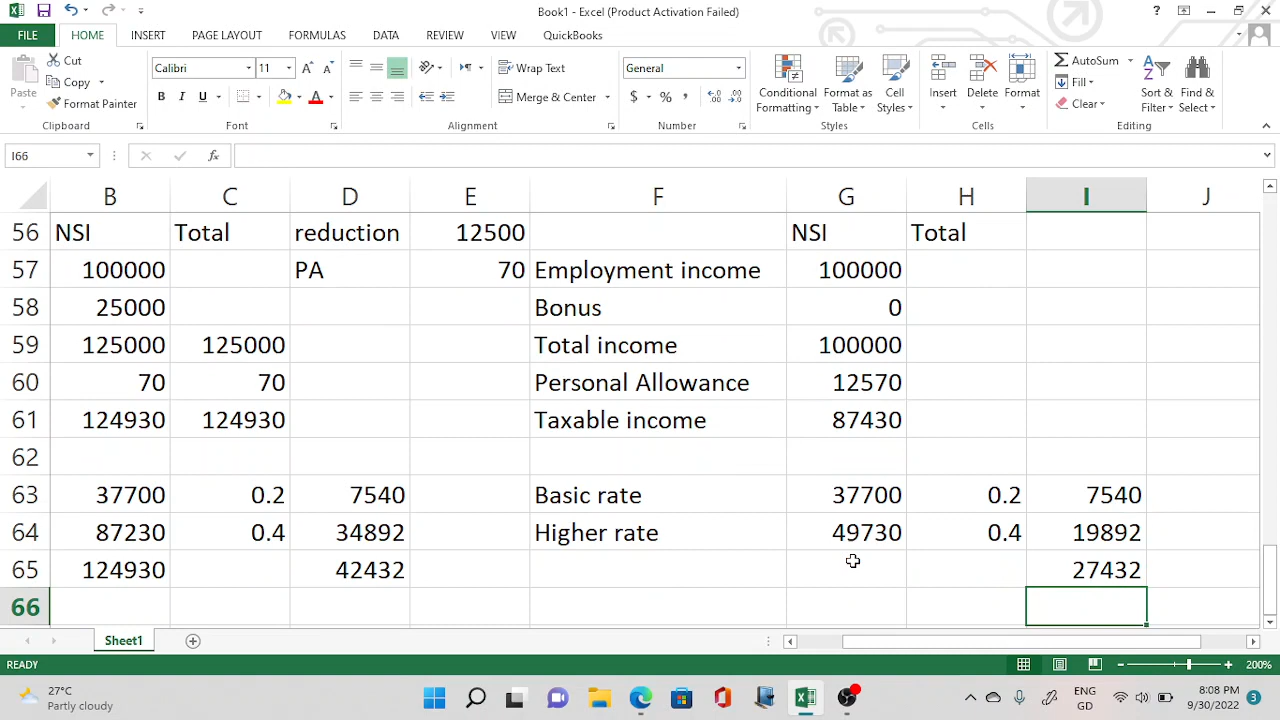 Book1 - Excel (Product Activation Failed)
FILE HOME INSERT PAGE LAYOUT FORMULAS DATA REVIEW VIEW QuickBooks
Paste
Cut
Copy
Format Painter
Clipboard
Calibri 11
B I U
Font
Wrap Text
Merge & Center
Alignment
General
$ % ,
Number
Conditional Formatting
Format as Table
Cell Styles
Styles
Insert Delete Format
Cells
AutoSum
Fill
Clear
Sort & Filter
Find & Select
Editing
I66 fx
B C D E F G H I J
56 NSI Total reduction 12500 NSI Total
57 100000 PA 70 Employment income 100000
58 25000 Bonus 0
59 125000 125000 Total income 100000
60 70 70 Personal Allowance 12570
61 124930 124930 Taxable income 87430
62
63 37700 0.2 7540 Basic rate 37700 0.2 7540
64 87230 0.4 34892 Higher rate 49730 0.4 19892
65 124930 42432 27432
66
Sheet1
READY 200%
27°C
Partly cloudy
ENG
GD
8:08 PM
9/30/2022
3